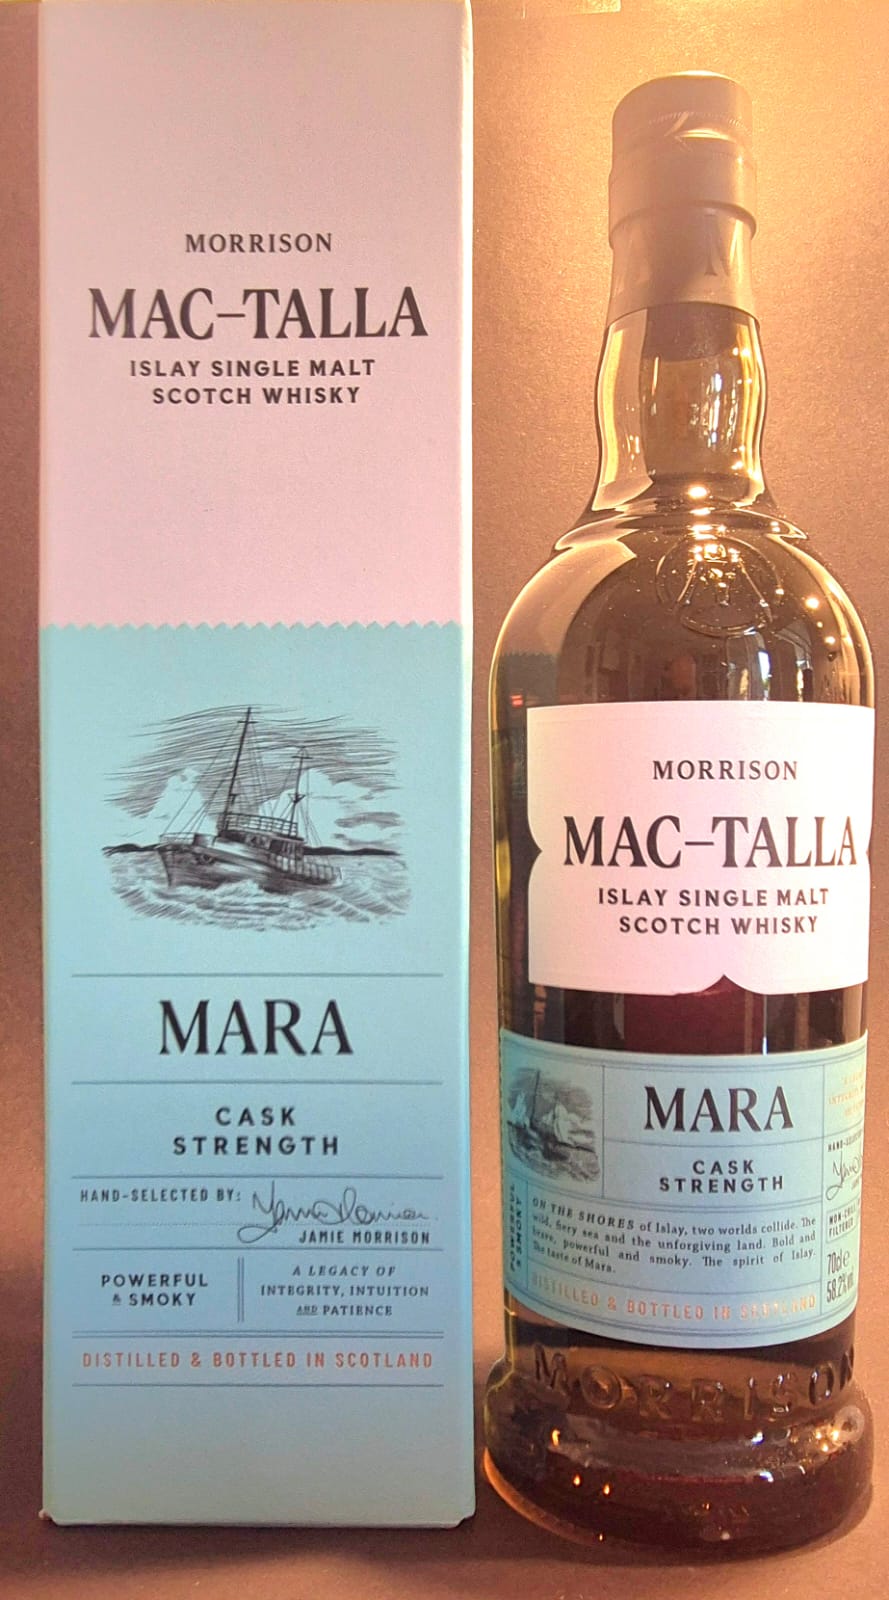 MORRISON
MAC-TALLA
ISLAY SINGLE MALT
SCOTCH WHISKY
MARA
CASK
STRENGTH
HAND-SELECTED BY:
JAMIE MORRISON
POWERFUL
& SMOKY
A LEGACY OF
INTEGRITY, INTUITION
AND PATIENCE
DISTILLED & BOTTLED IN SCOTLAND
MORRISON
MAC-TALLA
ISLAY SINGLE MALT
SCOTCH WHISKY
MARA
CASK
STRENGTH
POWERFUL
& SMOKY
ON THE SHORES of Islay, two worlds collide. The
wild, fiery sea and the unforgiving land. Bold and
brave, powerful and smoky. The spirit of Islay.
The taste of Mara.
DISTILLED & BOTTLED IN SCOTLAND
70cl e
58.2% vol
MORRISON